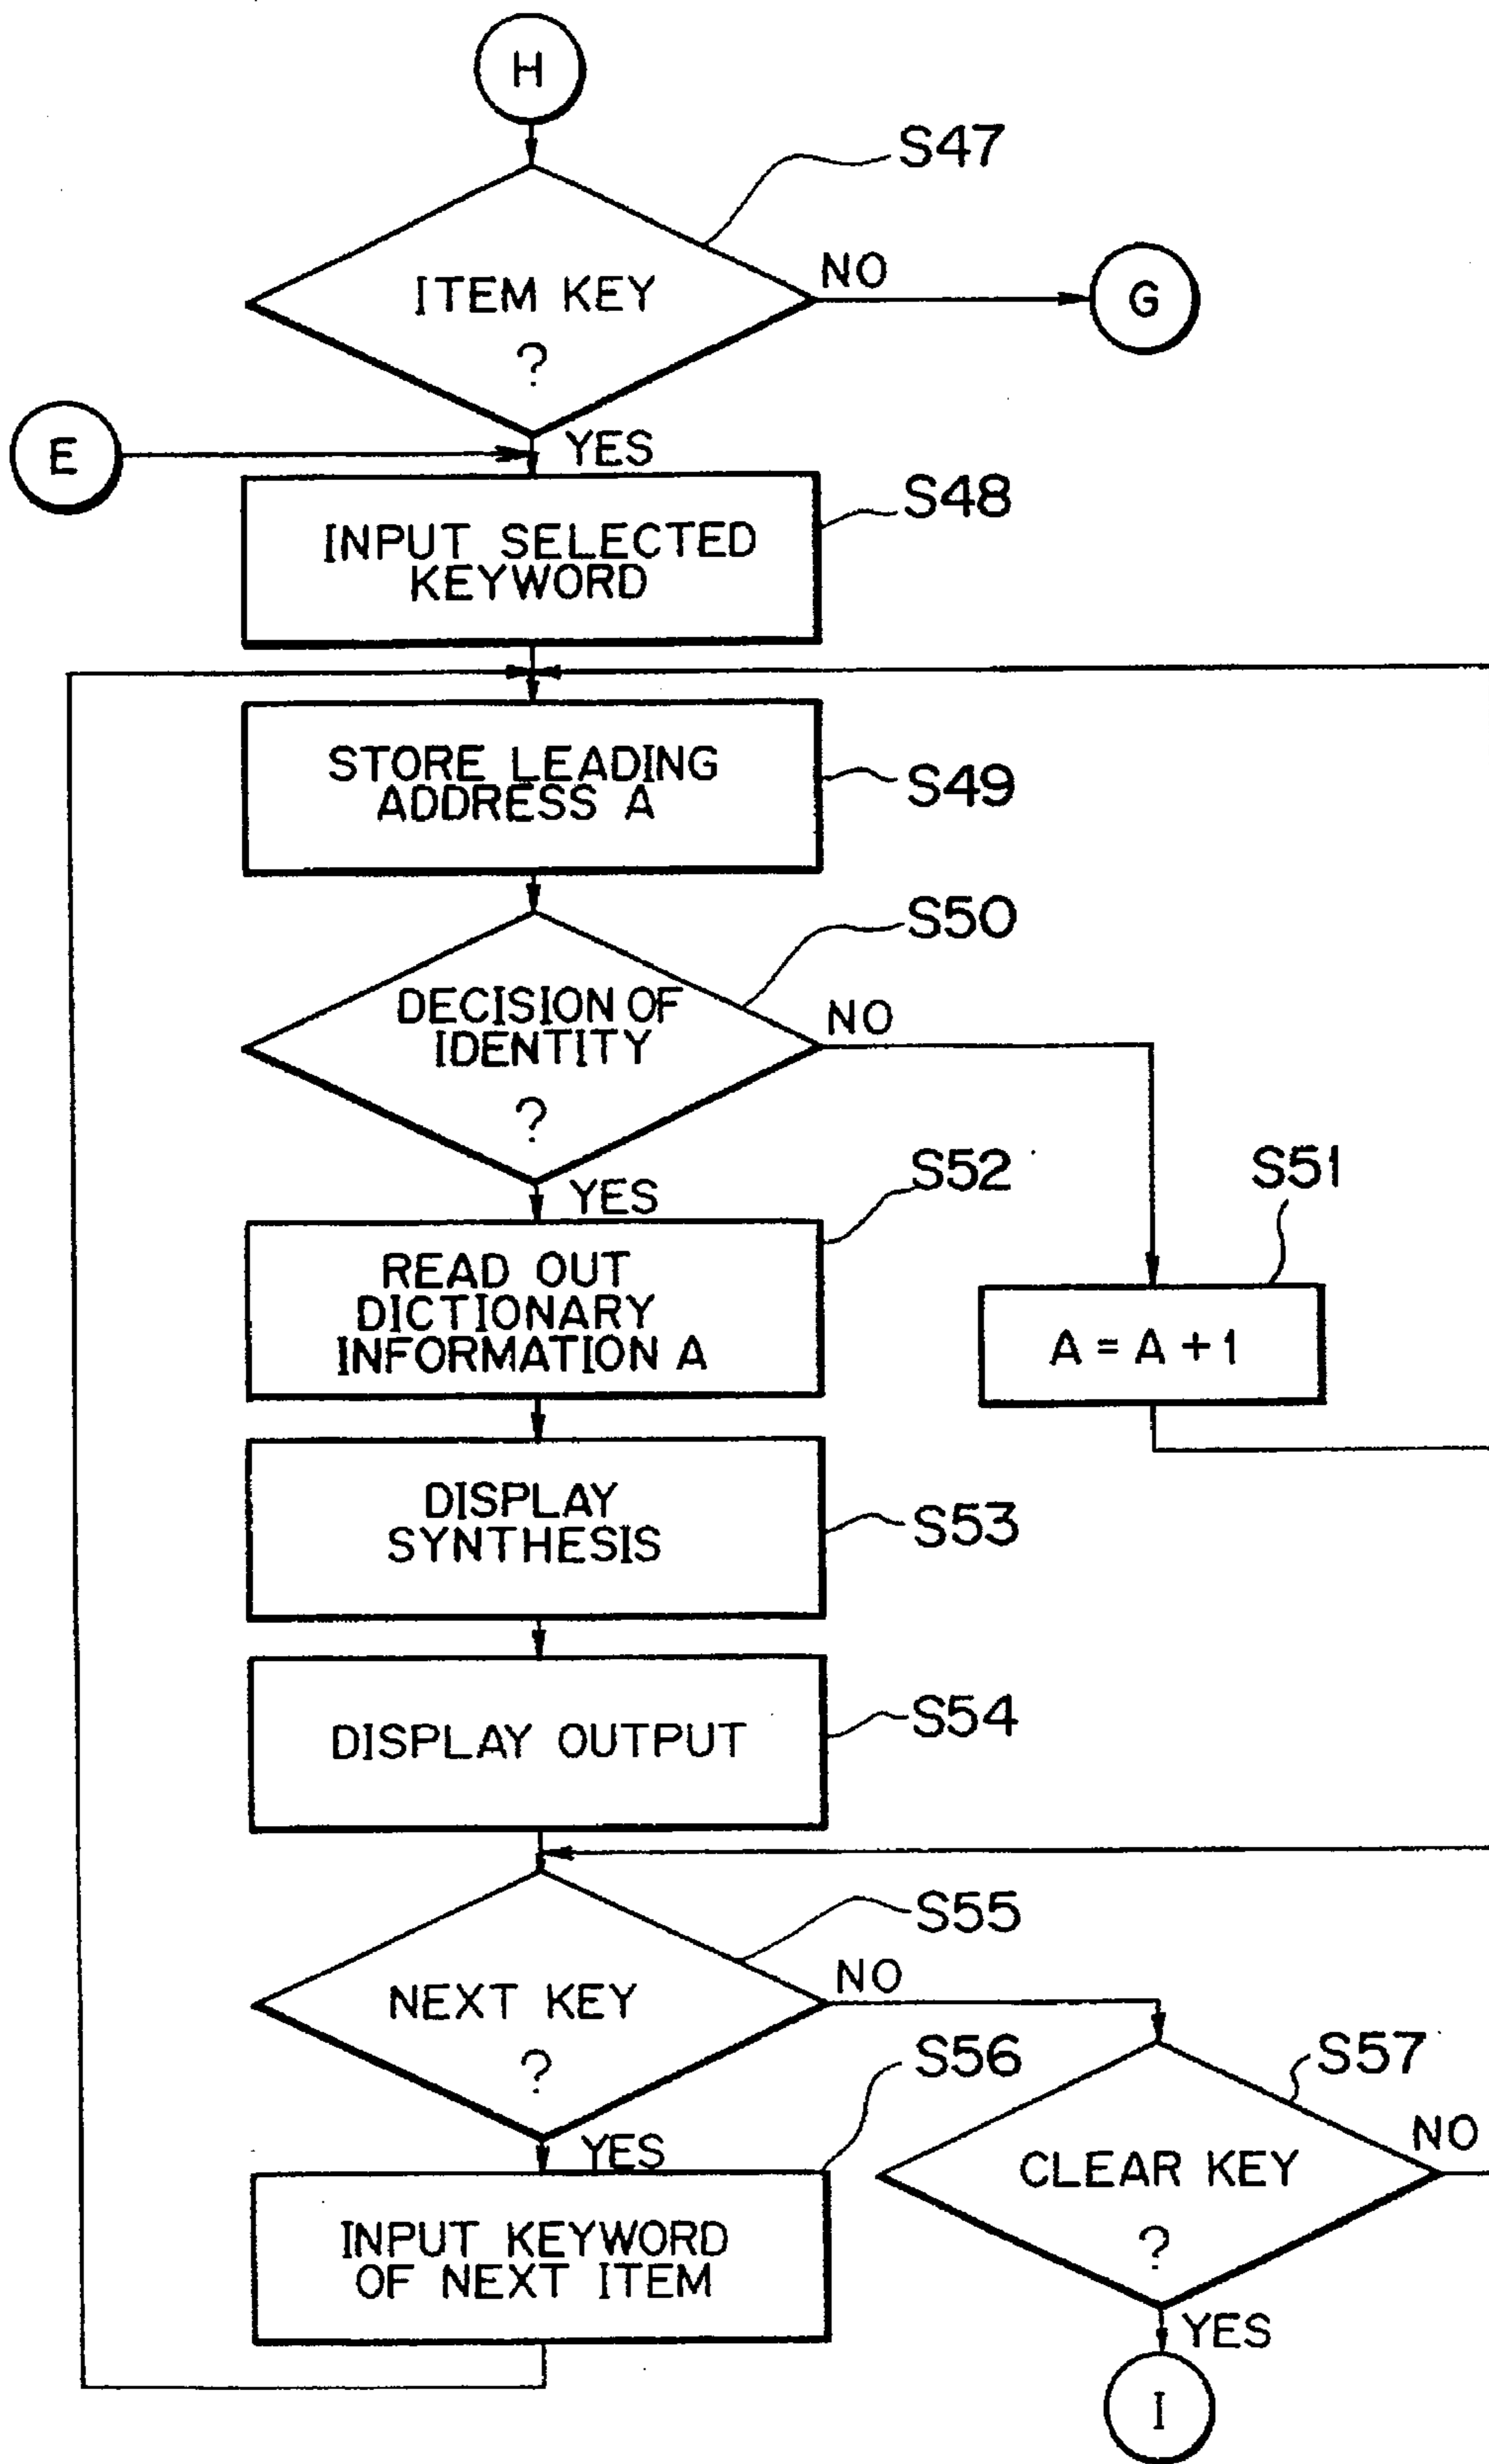 H
S47
ITEM KEY
?
NO
G
E
YES
S48
INPUT SELECTED
KEYWORD
STORE LEADING
ADDRESS A
S49
S50
DECISION OF
IDENTITY
?
NO
YES
S52
S51
READ OUT
DICTIONARY
INFORMATION A
A = A + 1
DISPLAY
SYNTHESIS
S53
DISPLAY OUTPUT
S54
S55
NEXT KEY
?
NO
S56
S57
YES
CLEAR KEY
?
NO
INPUT KEYWORD
OF NEXT ITEM
YES
I